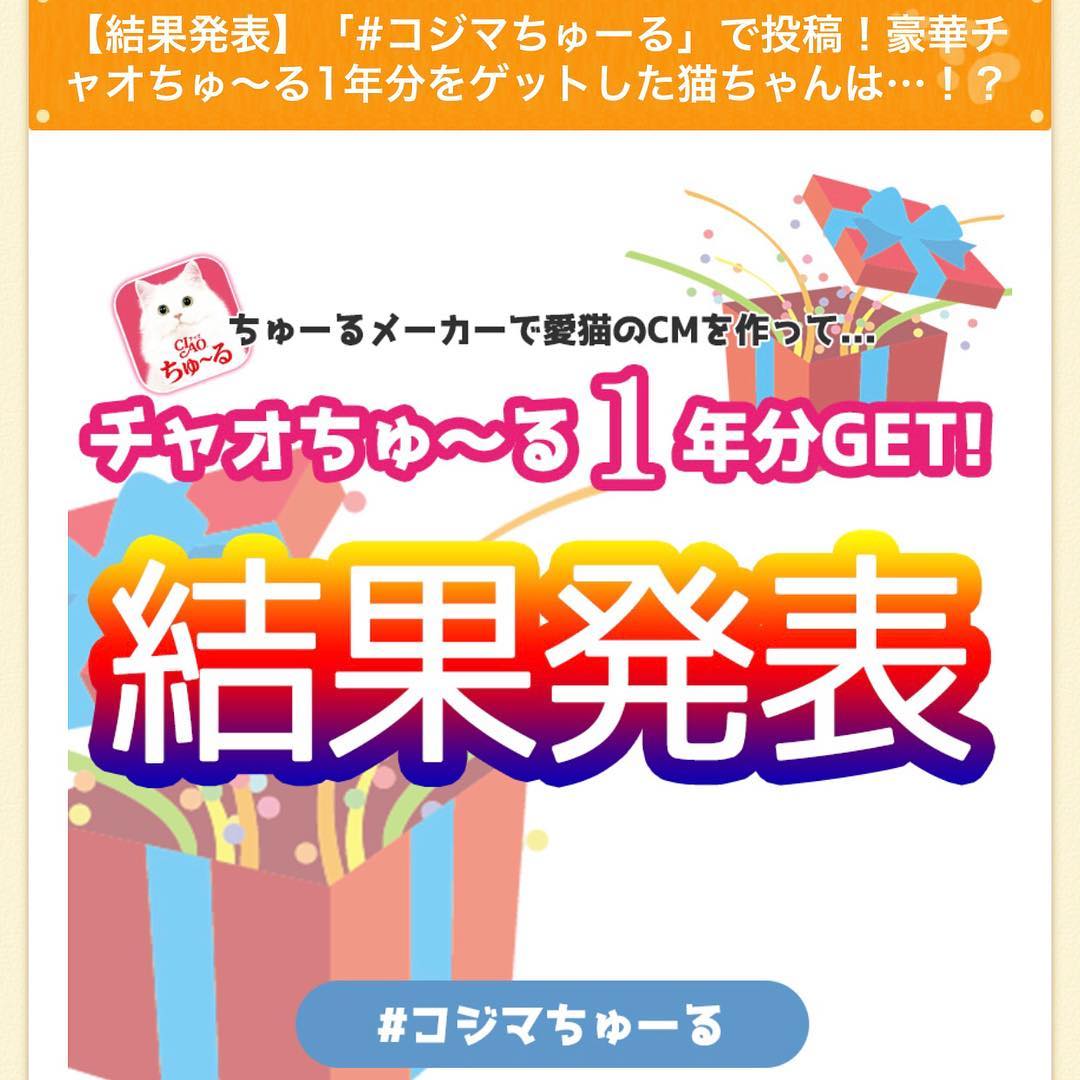 【結果発表】「#コジマちゅーる」で投稿！豪華チ
ャオちゅ〜る1年分をゲットした猫ちゃんは…！？
CIAO
ちゅ〜る
ちゅーるメーカーで愛猫のCMを作って...
チャオちゅ〜る1年分GET!
結果発表
#コジマちゅーる